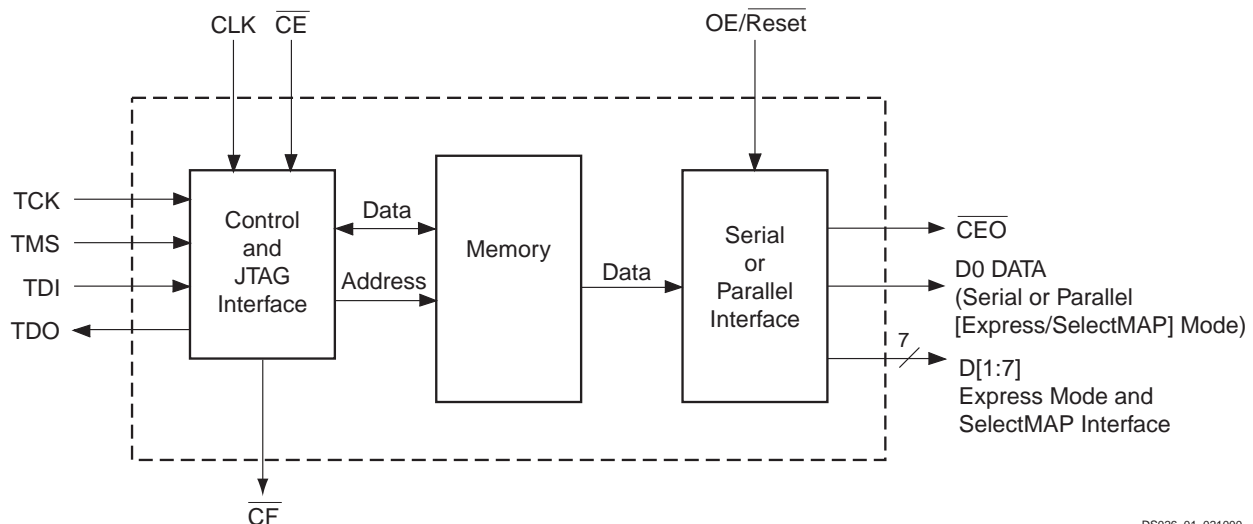 CLK CE OE/Reset
TCK
TMS
TDI
TDO
Control
and
JTAG
Interface
Data
Address
Memory
Data
Serial
or
Parallel
Interface
CEO
D0 DATA
(Serial or Parallel
[Express/SelectMAP] Mode)
7
D[1:7]
Express Mode and
SelectMAP Interface
CF